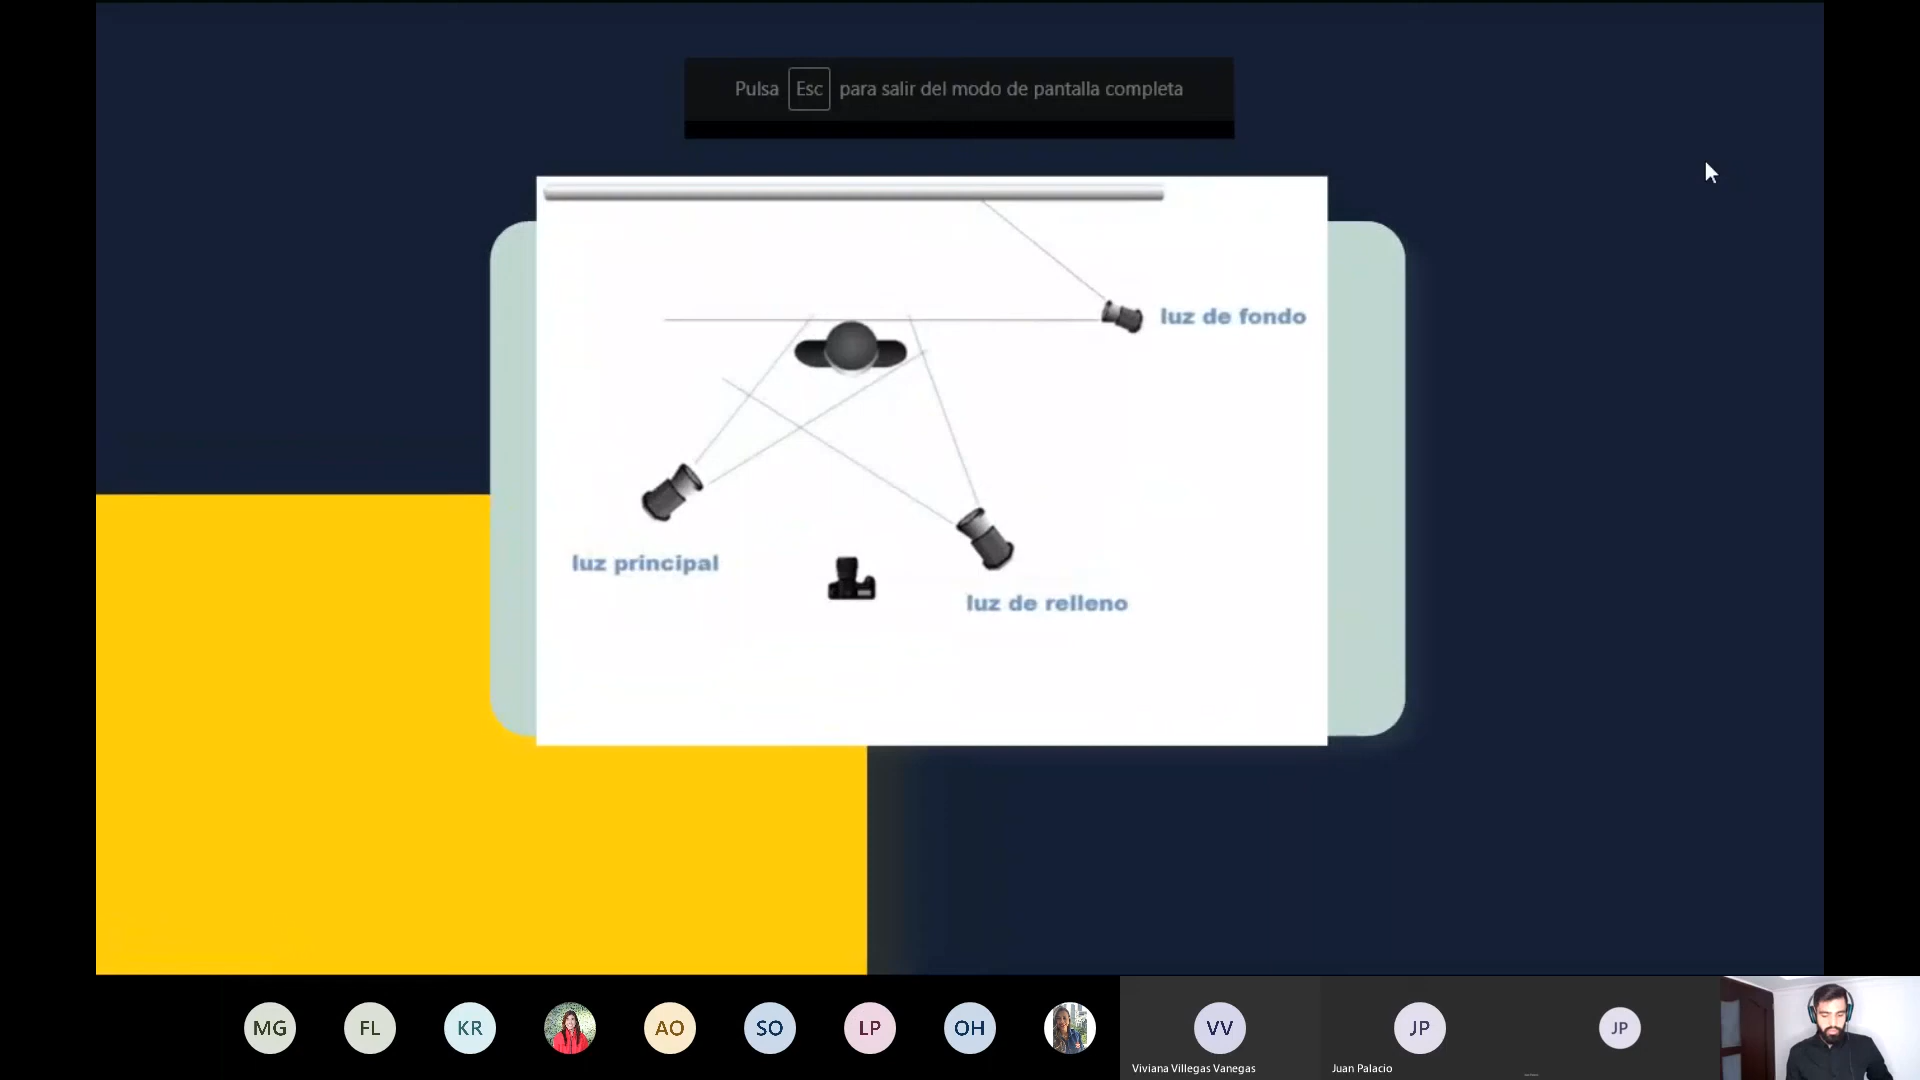 Pulsa Esc para salir del modo de pantalla completa
luz de fondo
luz principal
luz de relleno
MG FL KR AO SO LP OH VV JP JP
Viviana Villegas Vanegas Juan Palacio